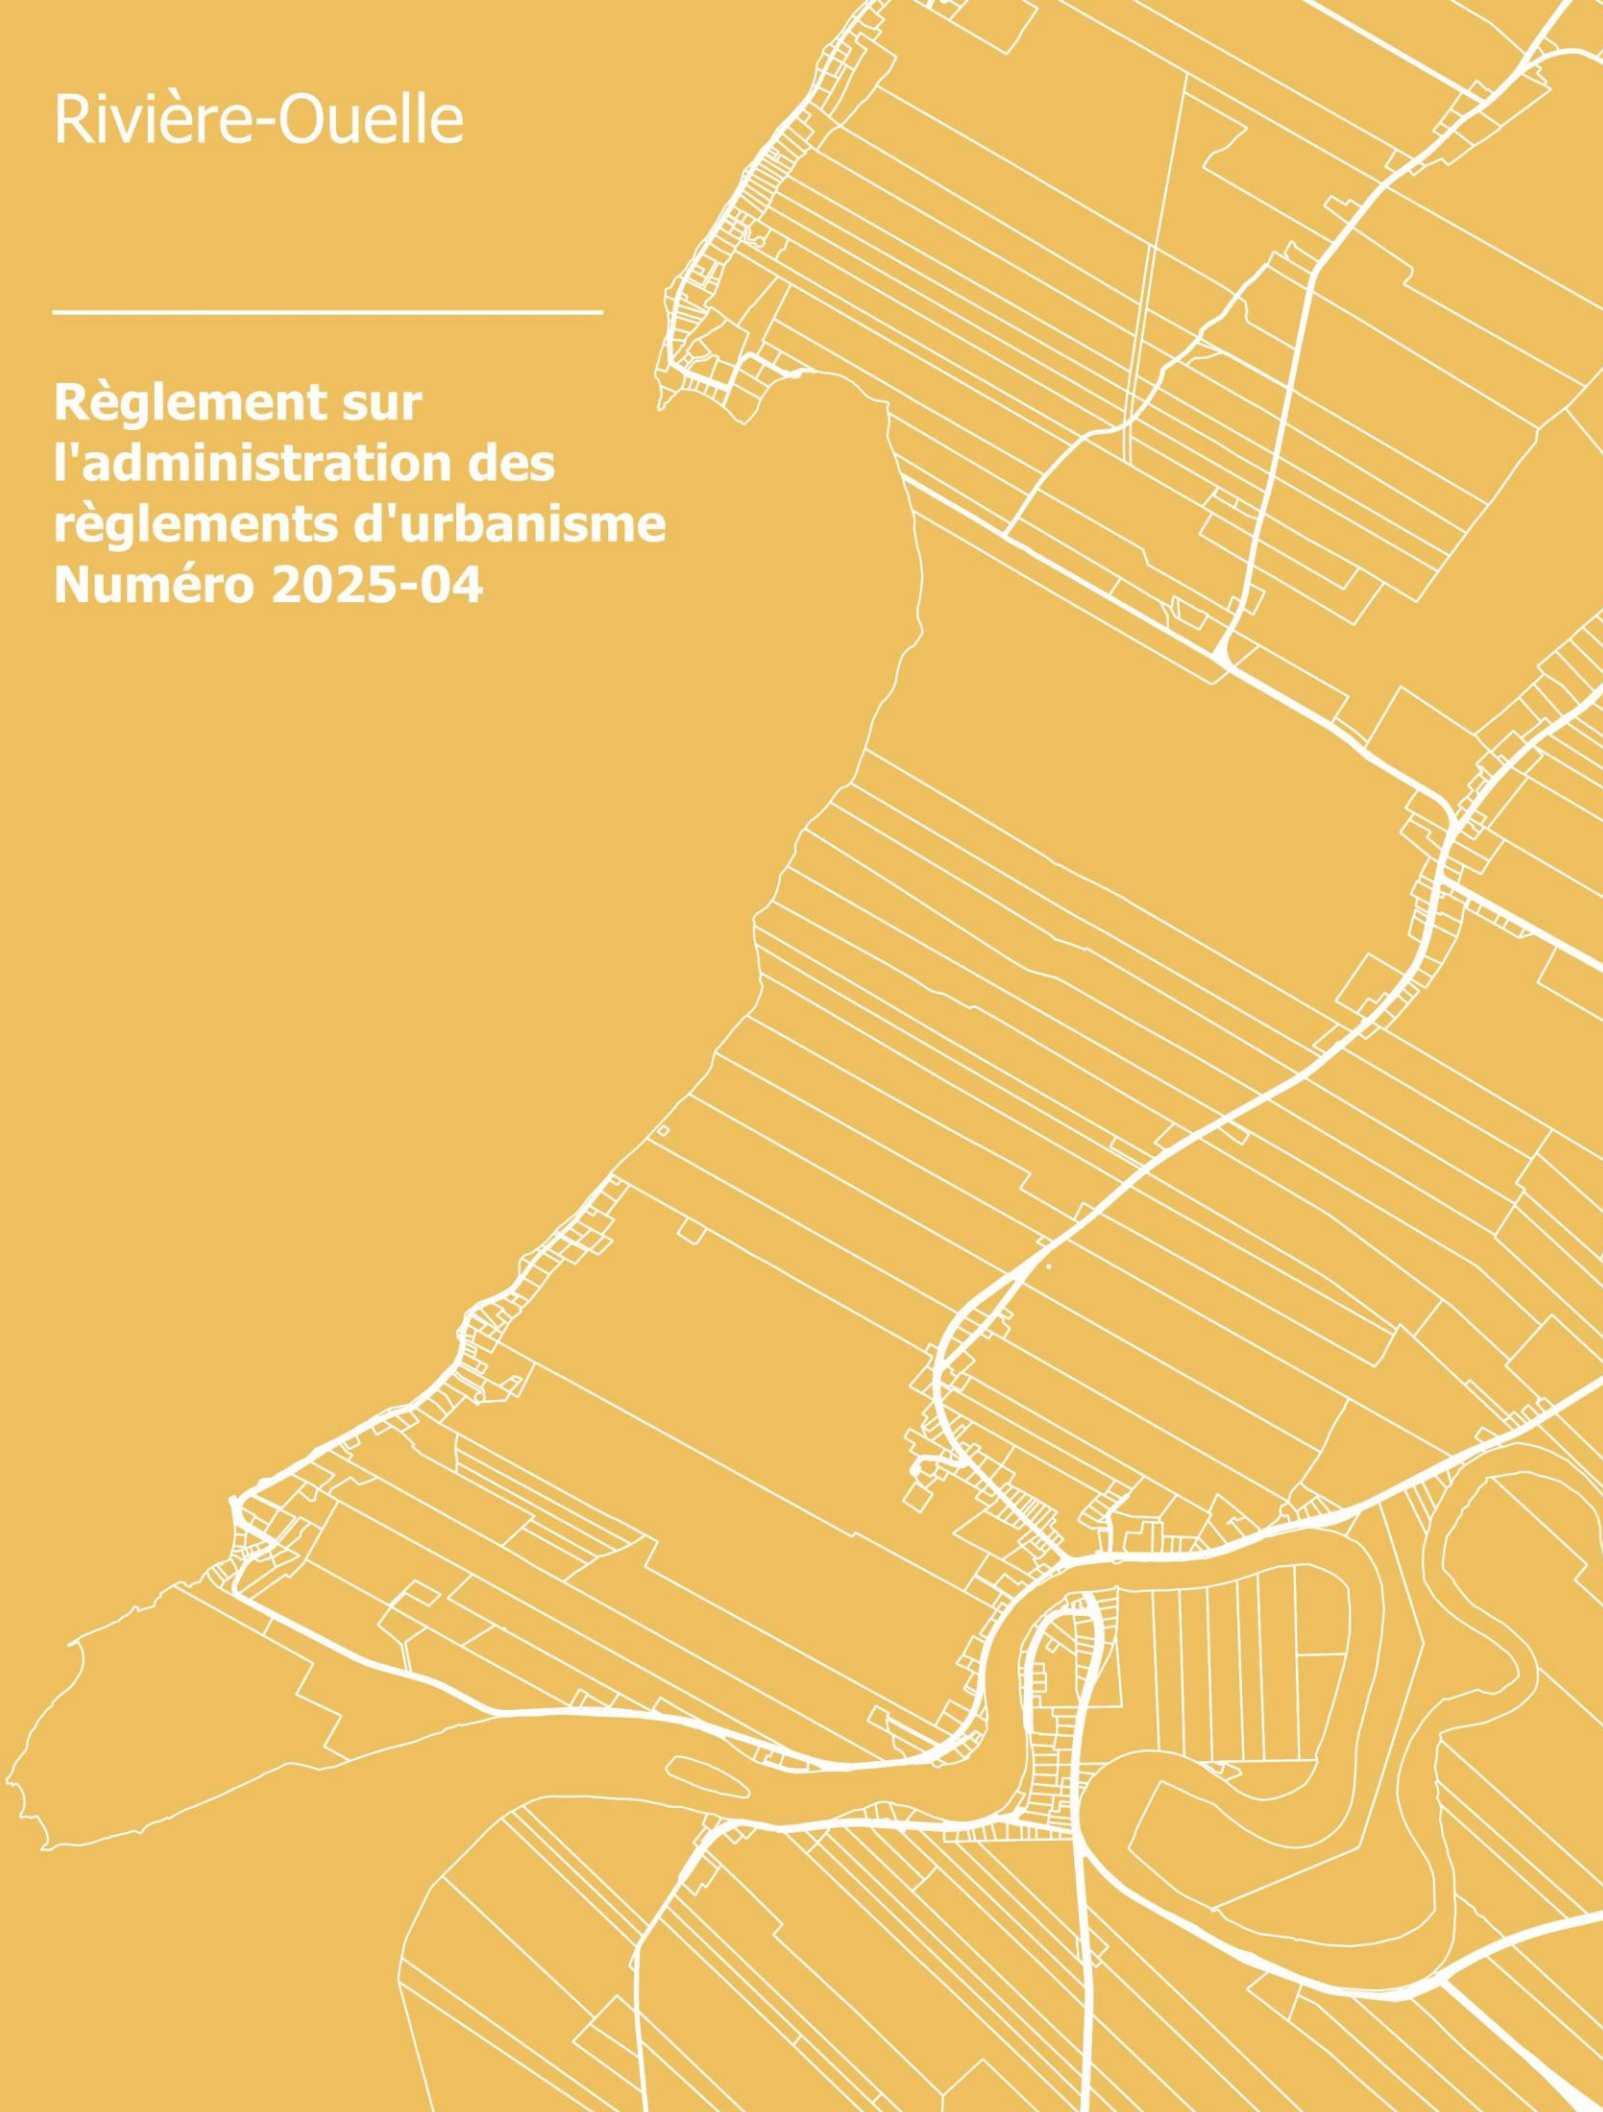 Rivière-Ouelle
Règlement sur
l'administration des
règlements d'urbanisme
Numéro 2025-04